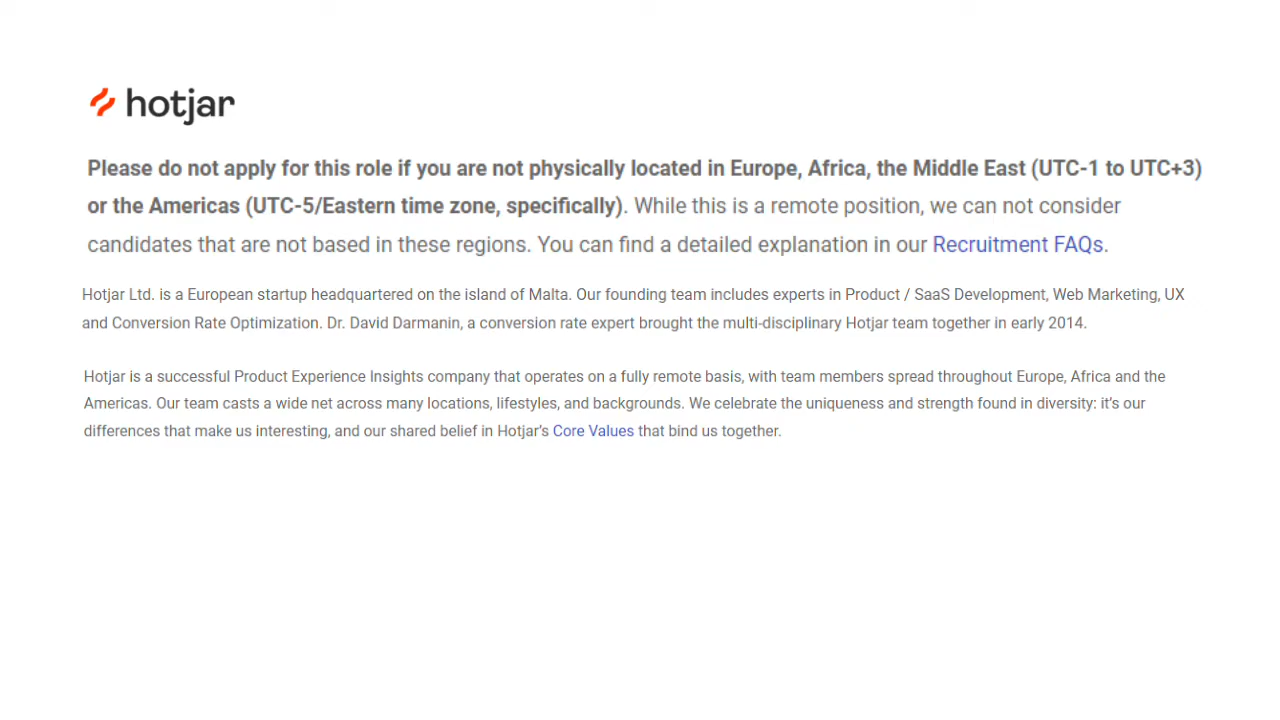 hotjar
Please do not apply for this role if you are not physically located in Europe, Africa, the Middle East (UTC-1 to UTC+3)
or the Americas (UTC-5/Eastern time zone, specifically). While this is a remote position, we can not consider
candidates that are not based in these regions. You can find a detailed explanation in our Recruitment FAQs.
Hotjar Ltd. is a European startup headquartered on the island of Malta. Our founding team includes experts in Product / SaaS Development, Web Marketing, UX
and Conversion Rate Optimization. Dr. David Darmanin, a conversion rate expert brought the multi-disciplinary Hotjar team together in early 2014.
Hotjar is a successful Product Experience Insights company that operates on a fully remote basis, with team members spread throughout Europe, Africa and the
Americas. Our team casts a wide net across many locations, lifestyles, and backgrounds. We celebrate the uniqueness and strength found in diversity: it's our
differences that make us interesting, and our shared belief in Hotjar's Core Values that bind us together.